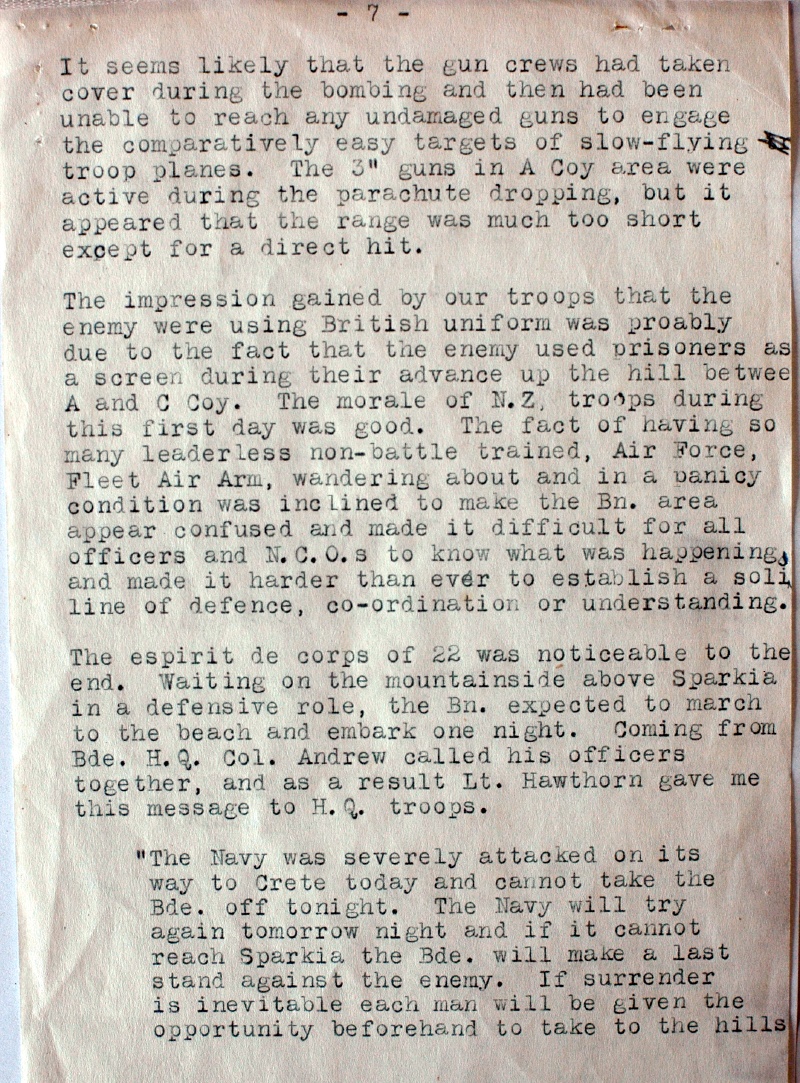 - 7 -
It seems likely that the gun crews had taken
cover during the bombing and then had been
unable to reach any undamaged guns to engage
the comparatively easy targets of slow-flying
troop planes.  The 3" guns in A Coy area were
active during the parachute dropping, but it
appeared that the range was much too short
except for a direct hit.
The impression gained by our troops that the
enemy were using British uniform was proably
due to the fact that the enemy used prisoners as
a screen during their advance up the hill betwee
A and C Coy.  The morale of N.Z. troops during
this first day was good.  The fact of having so
many leaderless non-battle trained, Air Force,
Fleet Air Arm, wandering about and in a panicy
condition was inclined to make the Bn. area
appear confused and made it difficult for all
officers and N.C.O.s to know what was happening,
and made it harder than ever to establish a soli
line of defence, co-ordination or understanding.
The espirit de corps of 22 was noticeable to the
end.  Waiting on the mountainside above Sparkia
in a defensive role, the Bn. expected to march
to the beach and embark one night.  Coming from
Bde. H.Q. Col. Andrew called his officers
together, and as a result Lt. Hawthorn gave me
this message to H.Q. troops.
"The Navy was severely attacked on its
way to Crete today and cannot take the
Bde. off tonight.  The Navy will try
again tomorrow night and if it cannot
reach Sparkia the Bde. will make a last
stand against the enemy.  If surrender
is inevitable each man will be given the
opportunity beforehand to take to the hills